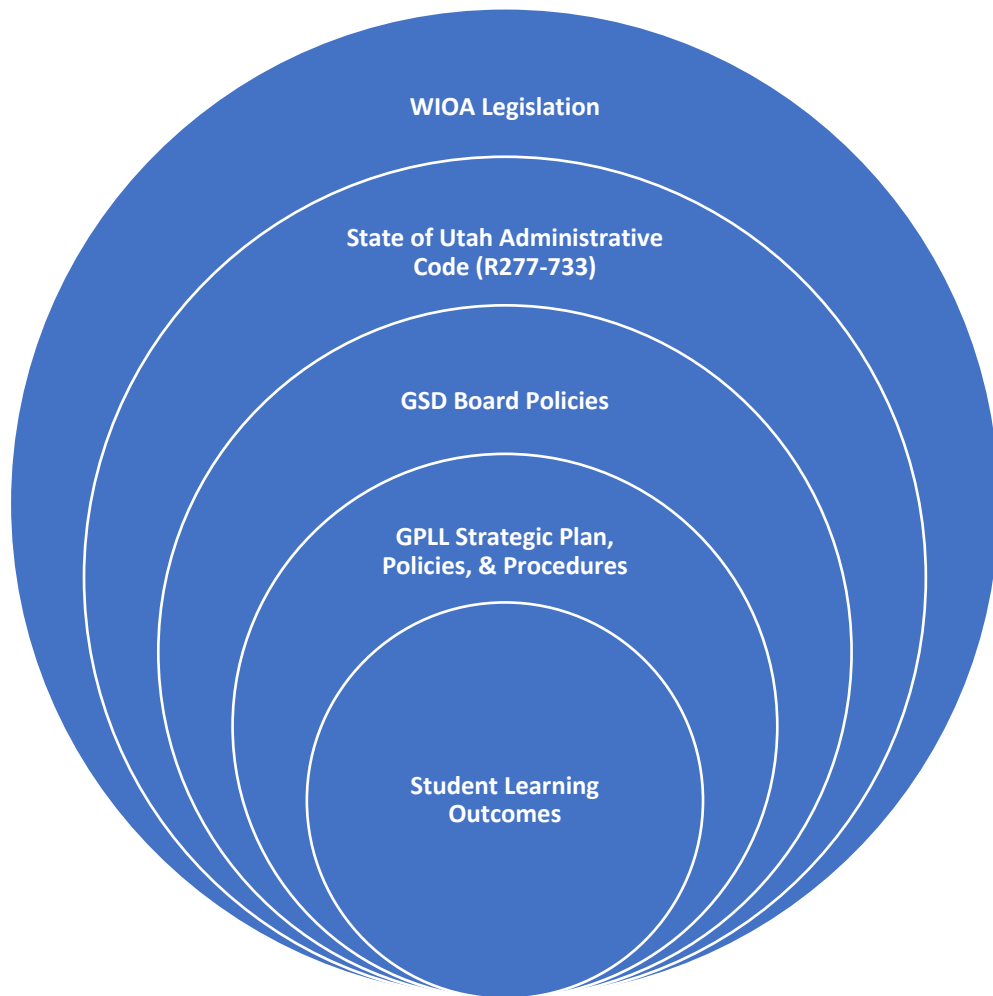 WIOA Legislation
State of Utah Administrative
Code (R277-733)
GSD Board Policies
GPLL Strategic Plan,
Policies, & Procedures
Student Learning
Outcomes